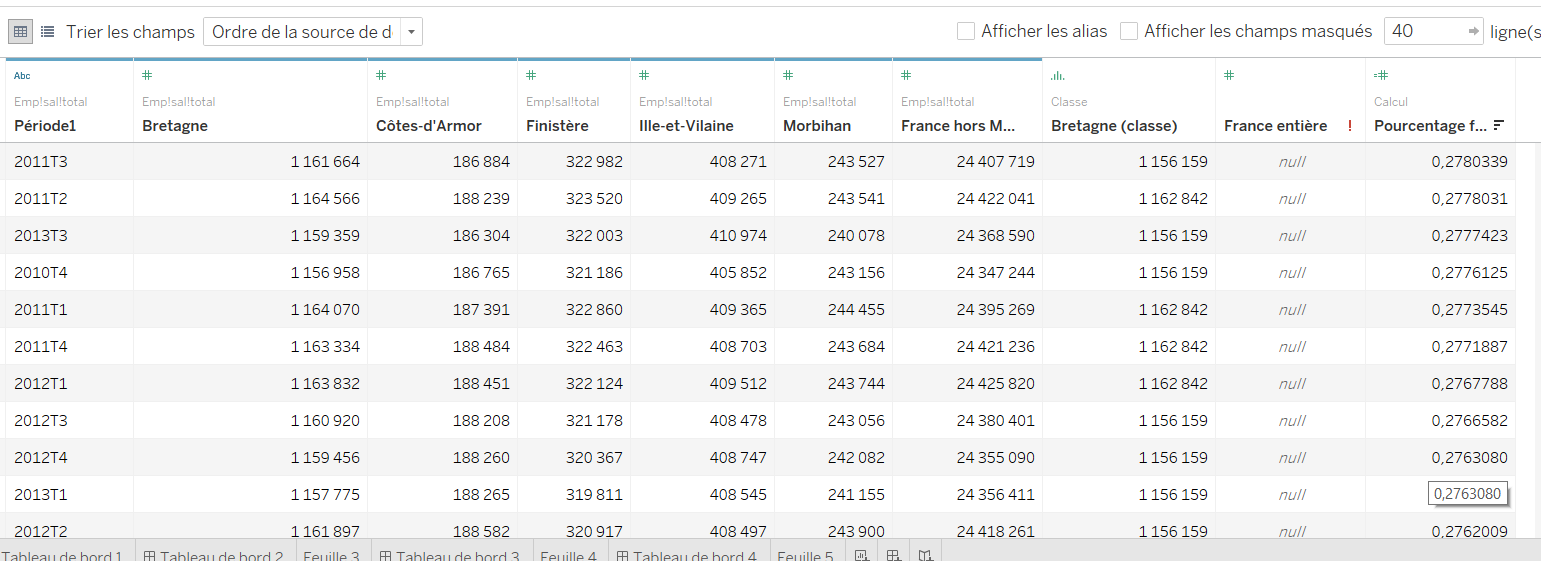 Trier les champs Ordre de la source de d Afficher les alias Afficher les champs masqués 40 ligne(s
Abc # # # # # # # =#
Emp!sal!total Emp!sal!total Emp!sal!total Emp!sal!total Emp!sal!total Emp!sal!total Emp!sal!total Classe Calcul
Période1 Bretagne Côtes-d'Armor Finistère Ille-et-Vilaine Morbihan France hors M... Bretagne (classe) France entière ! Pourcentage f...
2011T3 1 161 664 186 884 322 982 408 271 243 527 24 407 719 1 156 159 null 0,2780339
2011T2 1 164 566 188 239 323 520 409 265 243 541 24 422 041 1 162 842 null 0,2778031
2013T3 1 159 359 186 304 322 003 410 974 240 078 24 368 590 1 156 159 null 0,2777423
2010T4 1 156 958 186 765 321 186 405 852 243 156 24 347 244 1 156 159 null 0,2776125
2011T1 1 164 070 187 391 322 860 409 365 244 455 24 395 269 1 162 842 null 0,2773545
2011T4 1 163 334 188 484 322 463 408 703 243 684 24 421 236 1 162 842 null 0,2771887
2012T1 1 163 832 188 451 322 124 409 512 243 744 24 425 820 1 162 842 null 0,2767788
2012T3 1 160 920 188 208 321 178 408 478 243 056 24 380 401 1 156 159 null 0,2766582
2012T4 1 159 456 188 260 320 367 408 747 242 082 24 355 090 1 156 159 null 0,2763080
2013T1 1 157 775 188 265 319 811 408 545 241 155 24 356 411 1 156 159 null 0,2763080
2012T2 1 161 897 188 582 320 917 408 497 243 900 24 418 261 1 156 159 null 0,2762009
Tableau de bord 1 Tableau de bord 2 Feuille 3 Tableau de bord 3 Feuille 4 Tableau de bord 4 Feuille 5